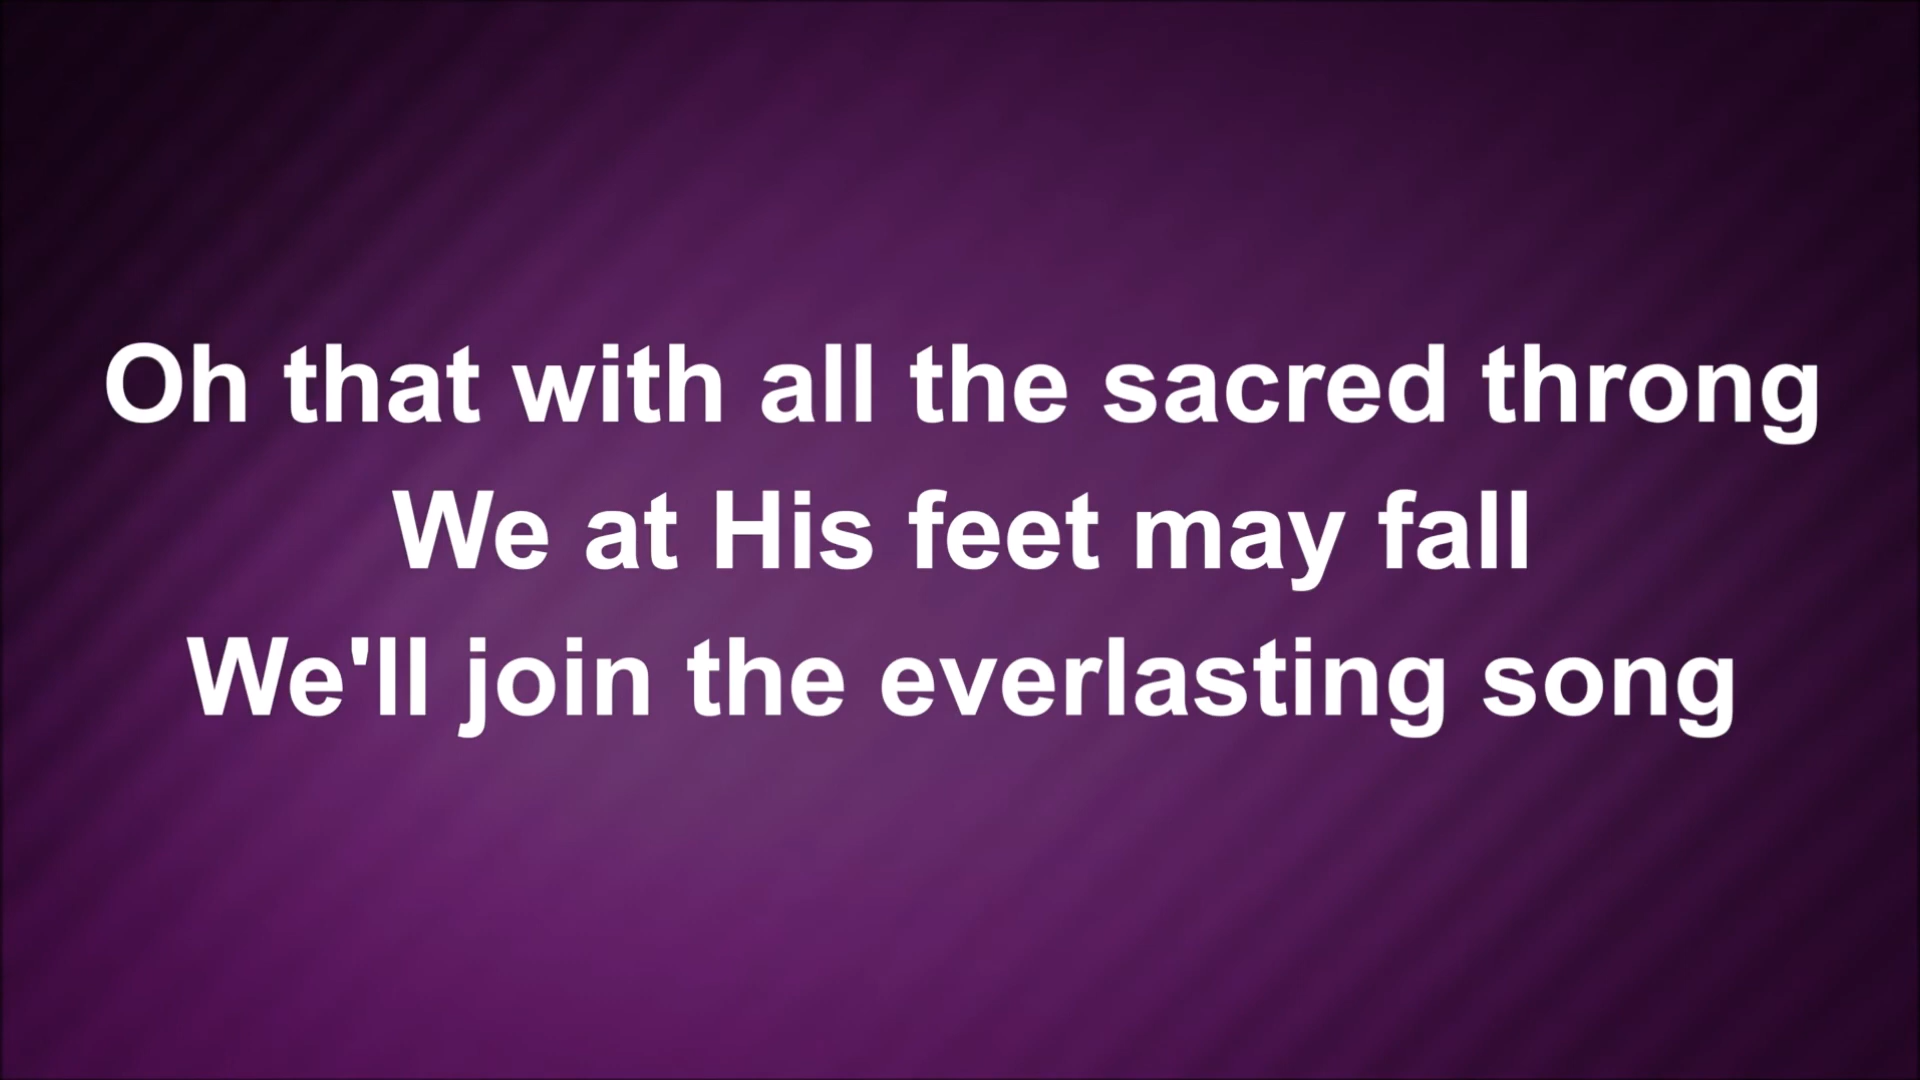 Oh that with all the sacred throng
We at His feet may fall
We'll join the everlasting song